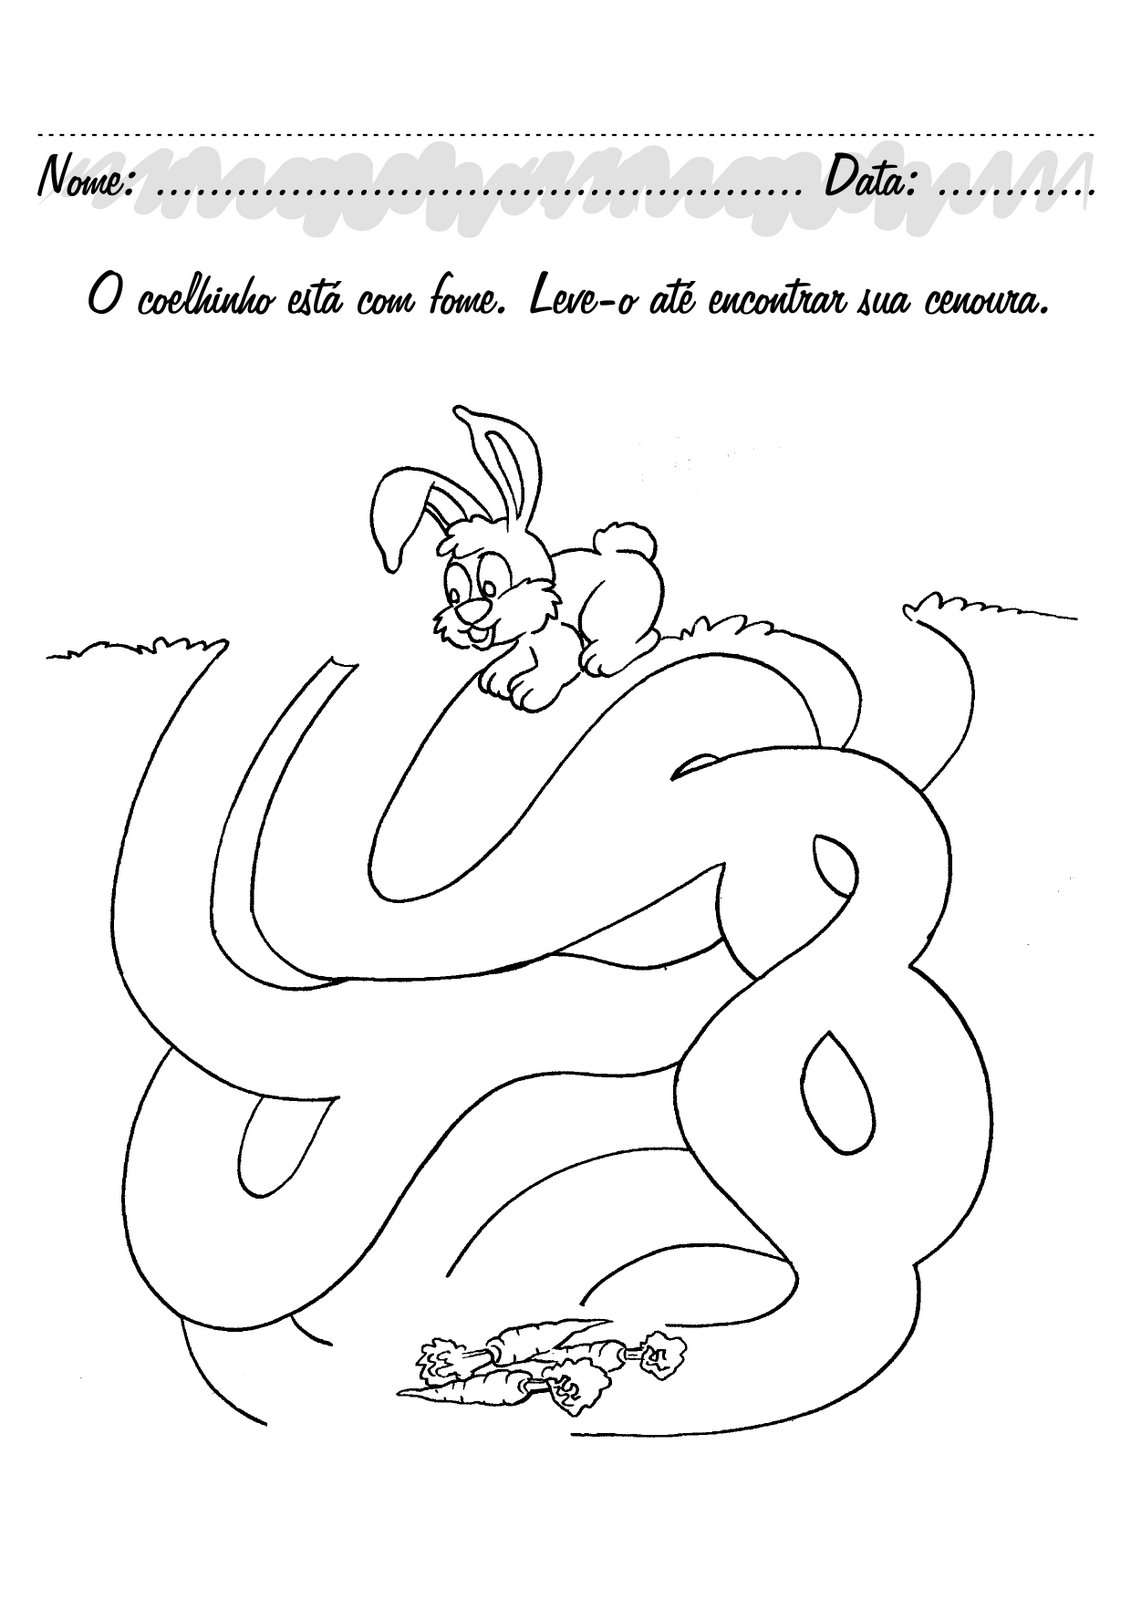 Nome: ................................................ Data: ............
O coelhinho está com fome. Leve-o até encontrar sua cenoura.